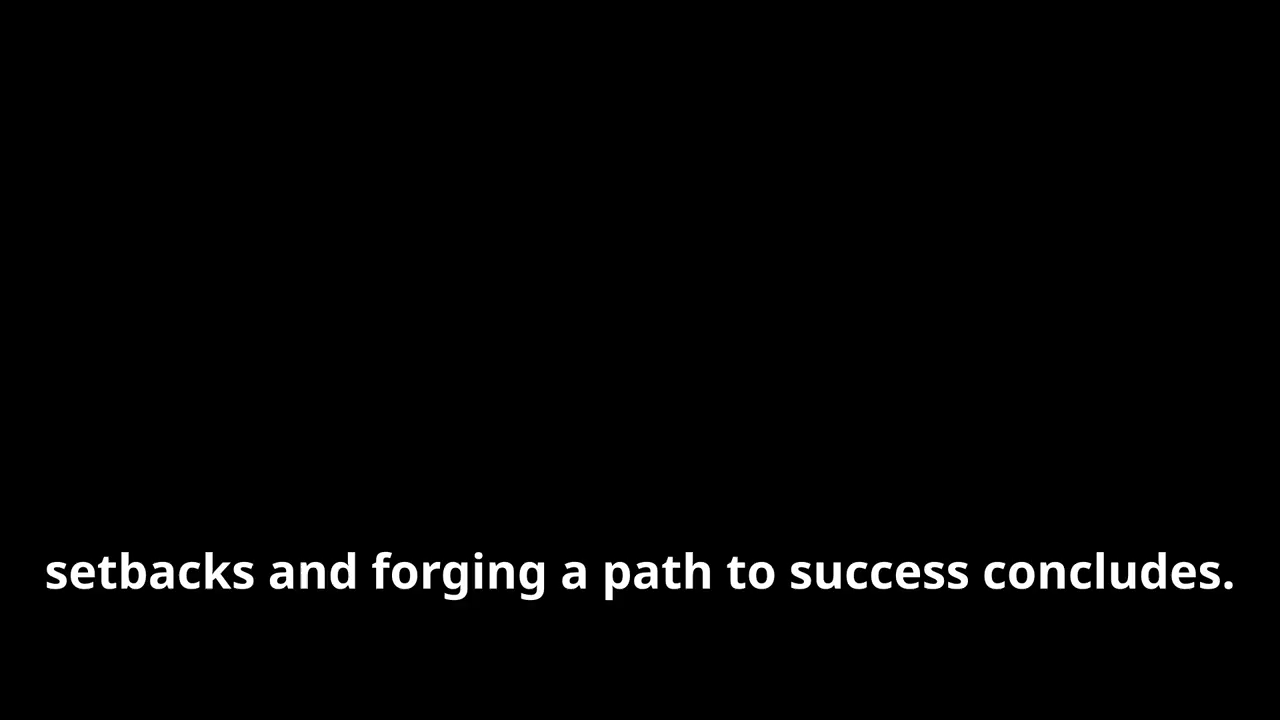 setbacks and forging a path to success concludes.